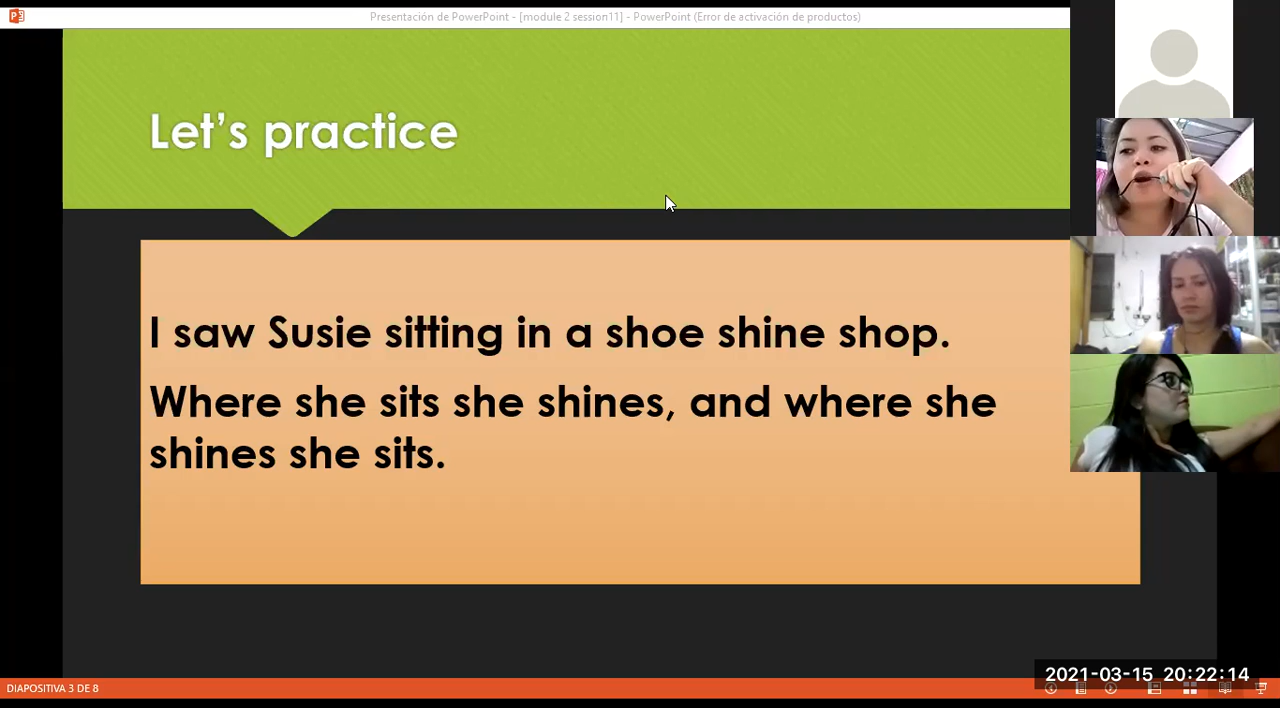 Presentación de PowerPoint - [module 2 session11] - PowerPoint (Error de activación de productos)
Let's practice
I saw Susie sitting in a shoe shine shop.
Where she sits she shines, and where she
shines she sits.
2021-03-15 20:22:14
DIAPOSITIVA 3 DE 8